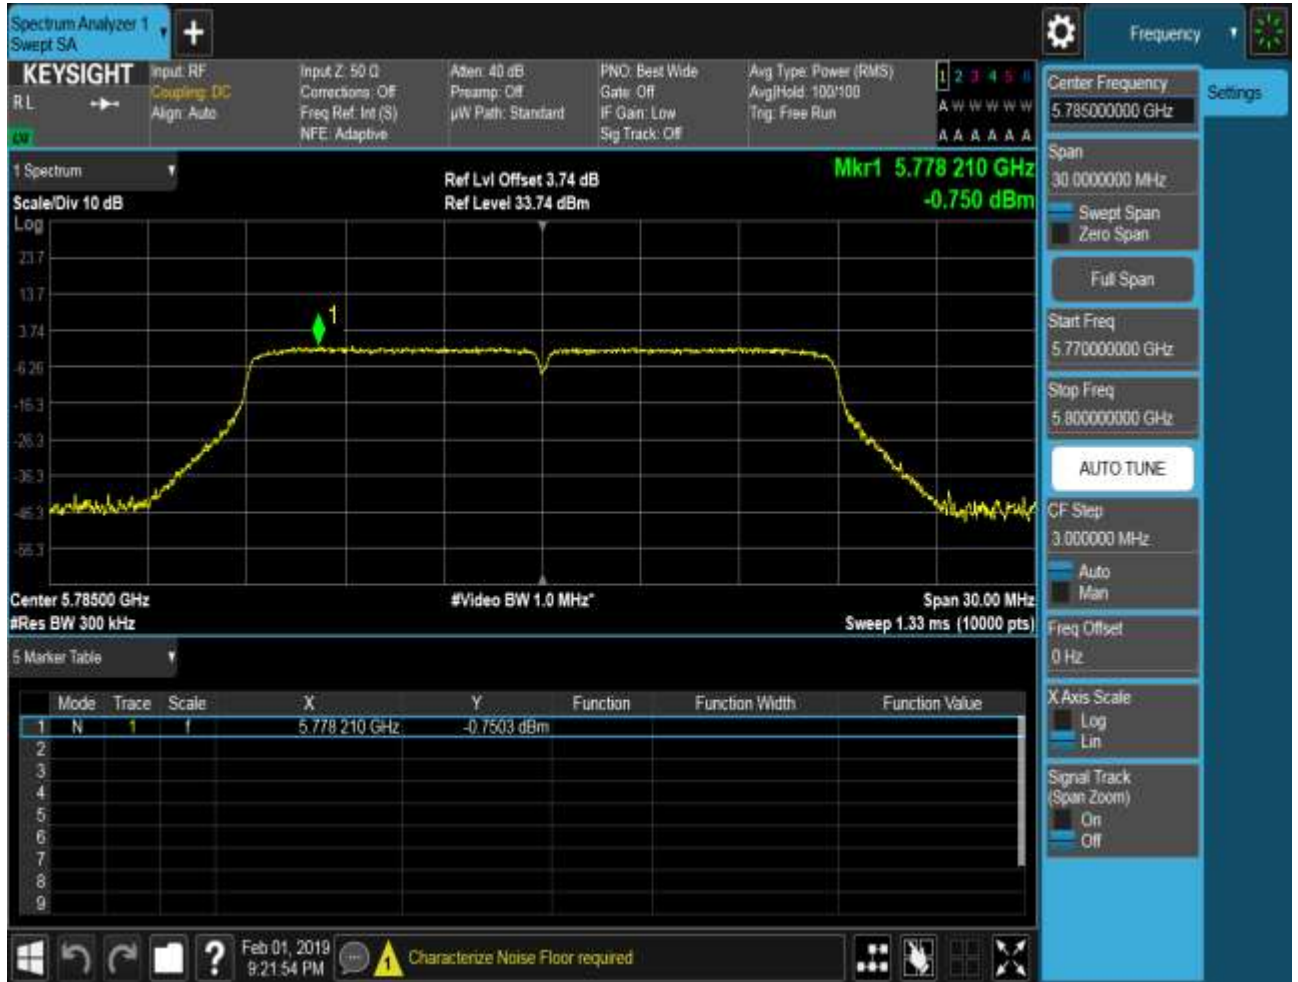 Spectrum Analyzer 1
Swept SA
+
Frequency
KEYSIGHT
RL
Input: RF
Coupling: DC
Align: Auto
Input Z: 50 Ω
Corrections: Off
Freq Ref: Int (S)
NFE: Adaptive
Atten: 40 dB
Preamp: Off
µW Path: Standard
PNO: Best Wide
Gate: Off
IF Gain: Low
Sig Track: Off
Avg Type: Power (RMS)
Avg|Hold: 100/100
Trig: Free Run
1 2 3 4 5 6
A W W W W W
A A A A A A
1 Spectrum
Scale/Div 10 dB
Ref Lvl Offset 3.74 dB
Ref Level 33.74 dBm
Mkr1 5.778 210 GHz
-0.750 dBm
Log
23.7
13.7
3.74
-6.26
-16.3
-26.3
-36.3
-46.3
-56.3
1
Center 5.78500 GHz
#Res BW 300 kHz
#Video BW 1.0 MHz*
Span 30.00 MHz
Sweep 1.33 ms (10000 pts)
5 Marker Table
Mode Trace Scale X Y Function Function Width Function Value
1 N 1 f 5.778 210 GHz -0.7503 dBm
2
3
4
5
6
7
8
9
Feb 01, 2019
9:21:54 PM
?
1
Characterize Noise Floor required
Settings
Center Frequency
5.785000000 GHz
Span
30.0000000 MHz
Swept Span
Zero Span
Full Span
Start Freq
5.770000000 GHz
Stop Freq
5.800000000 GHz
AUTO TUNE
CF Step
3.000000 MHz
Auto
Man
Freq Offset
0 Hz
X Axis Scale
Log
Lin
Signal Track
(Span Zoom)
On
Off